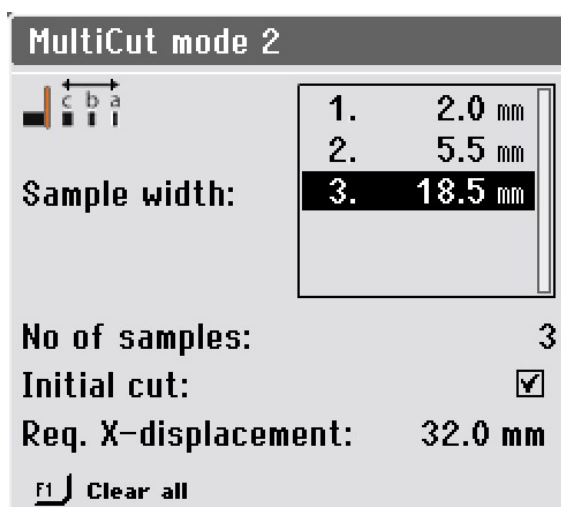 MultiCut mode 2
c b a
1. 2.0 mm
2. 5.5 mm
Sample width:
3. 18.5 mm
No of samples: 3
Initial cut:
Req. X-displacement: 32.0 mm
F1 Clear all